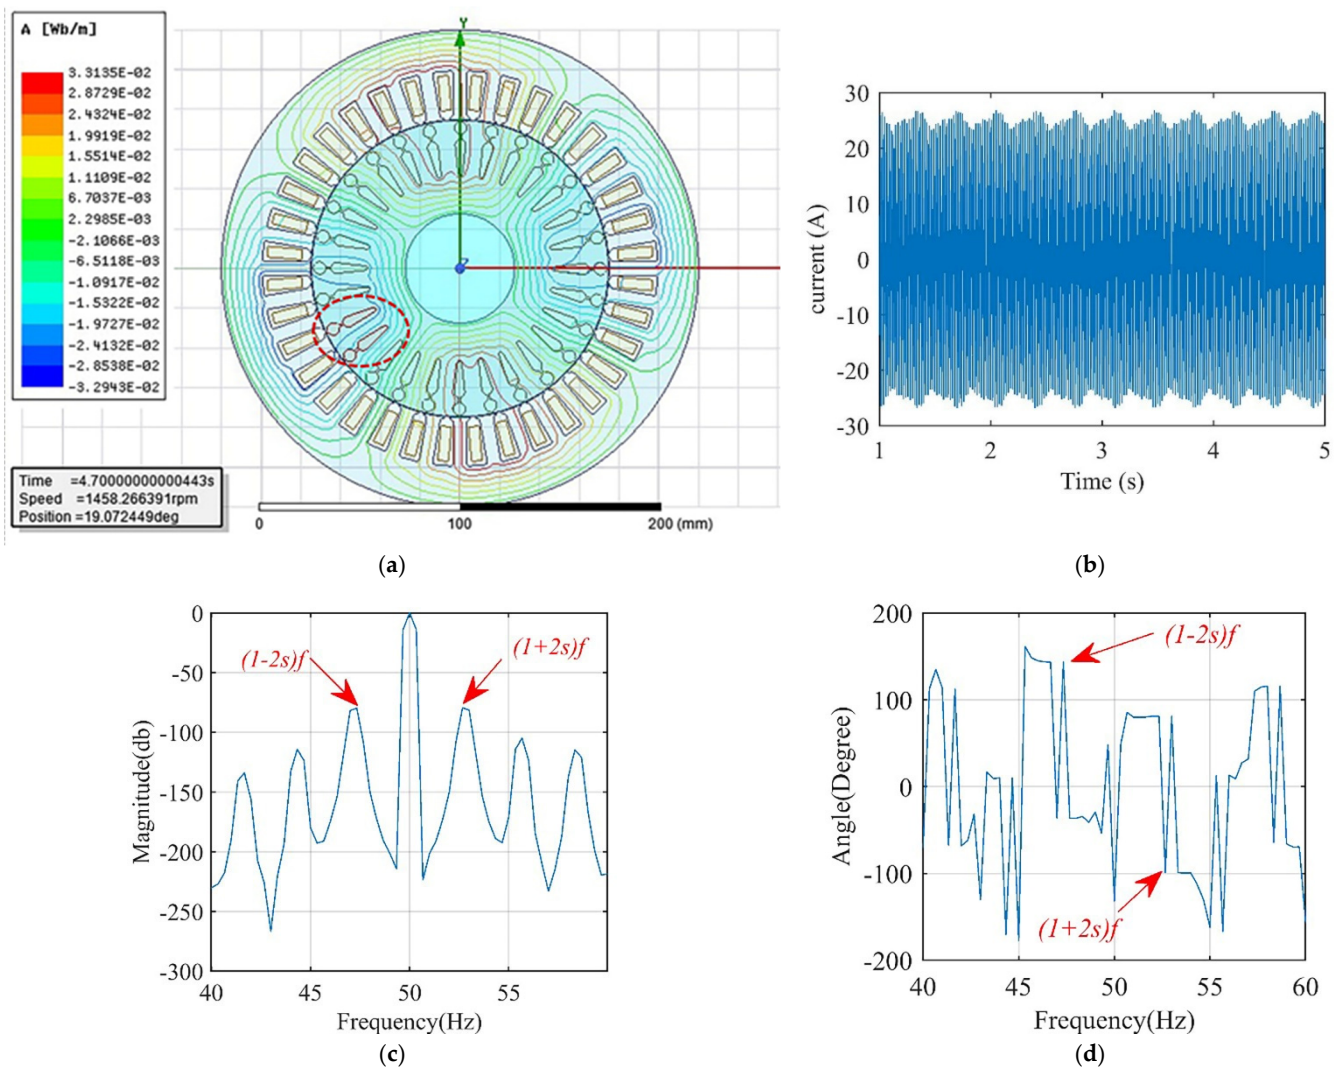 A [Wb/m]
3.3135E-02
2.8729E-02
2.4324E-02
1.9919E-02
1.5514E-02
1.1109E-02
6.7037E-03
2.2985E-03
-2.1066E-03
-6.5118E-03
-1.0917E-02
-1.5322E-02
-1.9727E-02
-2.4132E-02
-2.8538E-02
-3.2943E-02
Y
Z
Time =4.70000000000443s
Speed =1458.266391rpm
Position =19.072449deg
0 100 200 (mm)
(a)
current (A)
30
20
10
0
-10
-20
-30
1 2 3 4 5
Time (s)
(b)
Magnitude(db)
0
-50
-100
-150
-200
-250
-300
(1-2s)f
(1+2s)f
40 45 50 55
Frequency(Hz)
(c)
Angle(Degree)
200
100
0
-100
-200
(1-2s)f
(1+2s)f
40 45 50 55 60
Frequency(Hz)
(d)